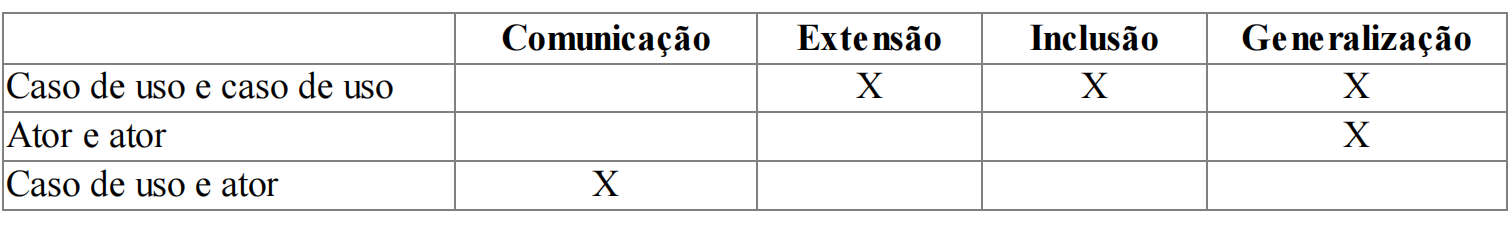 Comunicação Extensão Inclusão Generalização
Caso de uso e caso de uso X X X
Ator e ator X
Caso de uso e ator X